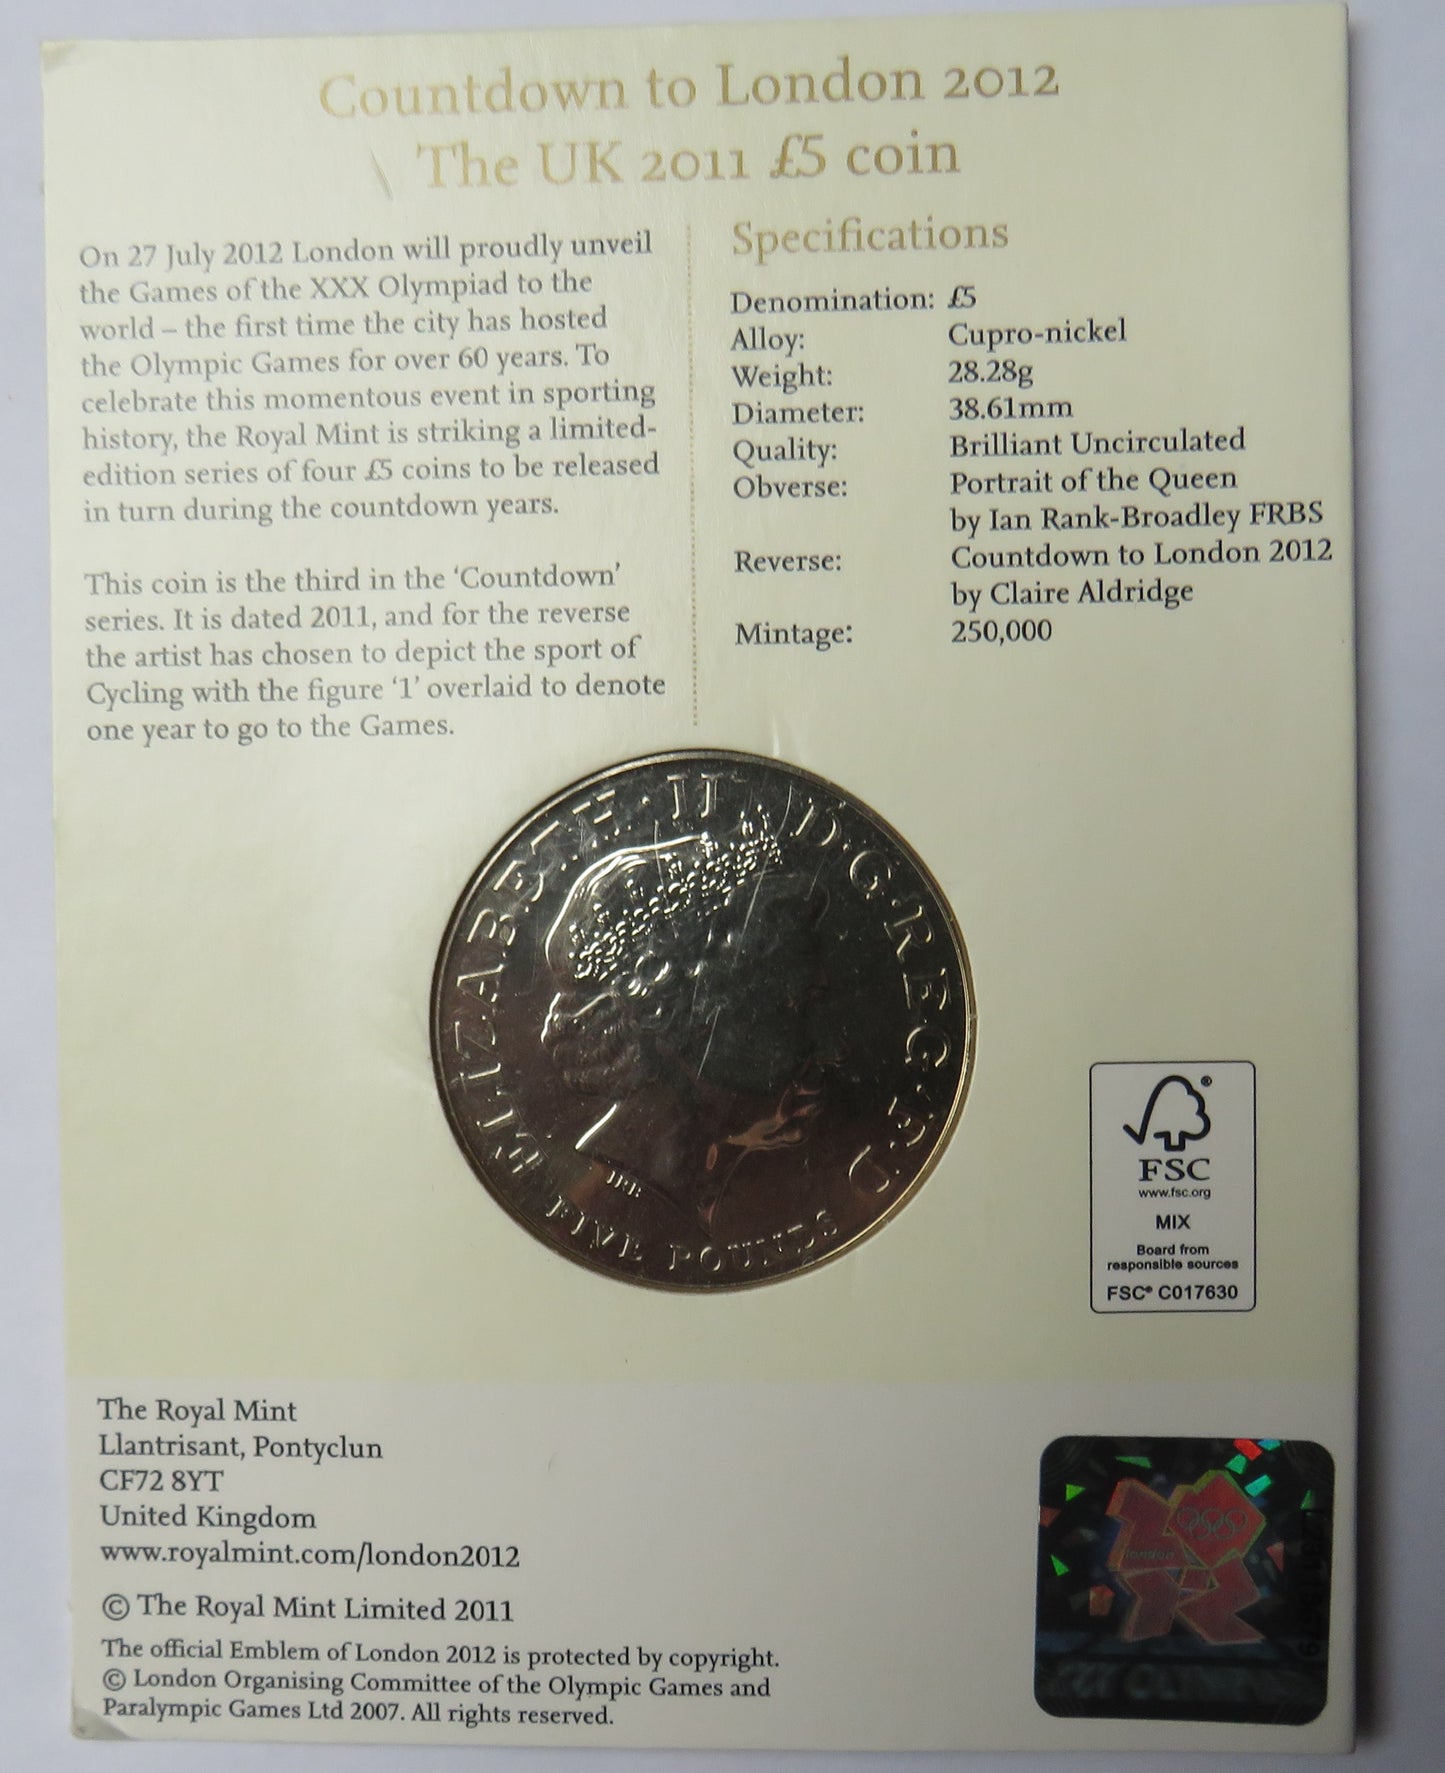 Countdown to London 2012
The UK 2011 £5 coin
On 27 July 2012 London will proudly unveil
the Games of the XXX Olympiad to the
world – the first time the city has hosted
the Olympic Games for over 60 years. To
celebrate this momentous event in sporting
history, the Royal Mint is striking a limited-
edition series of four £5 coins to be released
in turn during the countdown years.
This coin is the third in the ‘Countdown’
series. It is dated 2011, and for the reverse
the artist has chosen to depict the sport of
Cycling with the figure ‘1’ overlaid to denote
one year to go to the Games.
Specifications
Denomination: £5
Alloy: Cupro-nickel
Weight: 28.28g
Diameter: 38.61mm
Quality: Brilliant Uncirculated
Obverse: Portrait of the Queen
by Ian Rank-Broadley FRBS
Reverse: Countdown to London 2012
by Claire Aldridge
Mintage: 250,000
ELIZABETH·II D·G·REG·F·D
FIVE POUNDS
IRB
FSC
www.fsc.org
MIX
Board from
responsible sources
FSC® C017630
The Royal Mint
Llantrisant, Pontyclun
CF72 8YT
United Kingdom
www.royalmint.com/london2012
© The Royal Mint Limited 2011
The official Emblem of London 2012 is protected by copyright.
© London Organising Committee of the Olympic Games and
Paralympic Games Ltd 2007. All rights reserved.
london